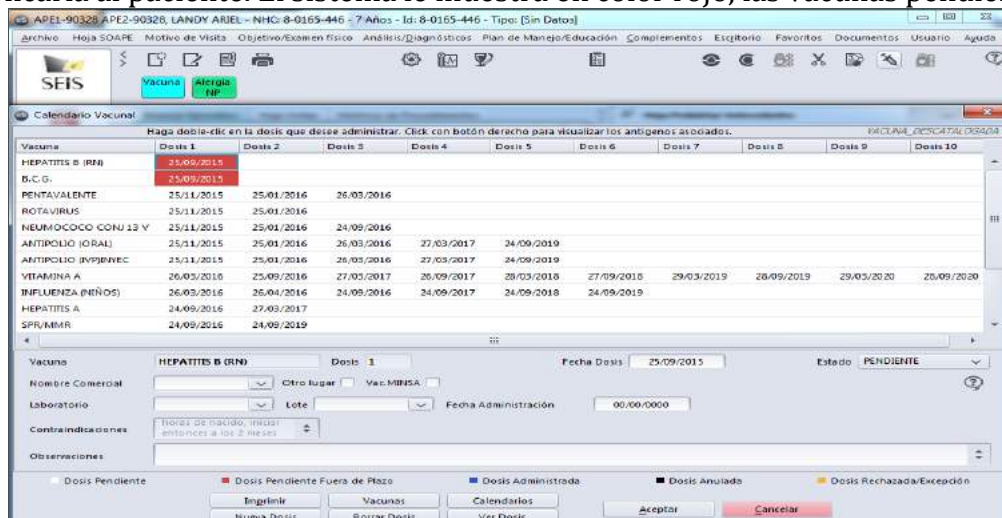 APE1-90328 APE2-90328, LANDY ARIEL - NHC: 8-0165-446 - 7 Años - Id: 8-0165-446 - Tipo: [Sin Datos]
Archivo Hoja SOAPE Motivo de Visita Objetivo/Examen físico Análisis/Diagnósticos Plan de Manejo/Educación Complementos Escritorio Favoritos Documentos Usuario Ayuda
SEIS Vacuna Alergia NP
Calendario Vacunal
Haga doble-clic en la dosis que desee administrar. Click con botón derecho para visualizar los antígenos asociados. VACUNA_DESCATALOGADA
Vacuna Dosis 1 Dosis 2 Dosis 3 Dosis 4 Dosis 5 Dosis 6 Dosis 7 Dosis 8 Dosis 9 Dosis 10
HEPATITIS B (RN) 25/09/2015
B.C.G. 25/09/2015
PENTAVALENTE 25/11/2015 25/01/2016 26/03/2016
ROTAVIRUS 25/11/2015 25/01/2016
NEUMOCOCO CONJ 13 V 25/11/2015 25/01/2016 24/09/2016
ANTIPOLIO (ORAL) 25/11/2015 25/01/2016 26/03/2016 27/03/2017 24/09/2019
ANTIPOLIO (IVP)INYEC 25/11/2015 25/01/2016 26/03/2016 27/03/2017 24/09/2019
VITAMINA A 26/03/2016 25/09/2016 27/03/2017 26/09/2017 28/03/2018 27/09/2018 29/03/2019 28/09/2019 29/03/2020 28/09/2020
INFLUENZA (NIÑOS) 26/03/2016 26/04/2016 24/09/2016 24/09/2017 24/09/2018 24/09/2019
HEPATITIS A 24/09/2016 27/03/2017
SPR/MMR 24/09/2016 24/09/2019
Vacuna HEPATITIS B (RN) Dosis 1 Fecha Dosis 25/09/2015 Estado PENDIENTE
Nombre Comercial Otro lugar Vac.MINSA
Laboratorio Lote Fecha Administración 00/00/0000
Contraindicaciones horas de nacido, iniciar
entonces a los 2 meses
Observaciones
Dosis Pendiente Dosis Pendiente Fuera de Plazo Dosis Administrada Dosis Anulada Dosis Rechazada/Excepción
Imprimir Vacunas Calendarios
Aceptar Cancelar
Nueva Dosis Borrar Dosis Ver Dosis